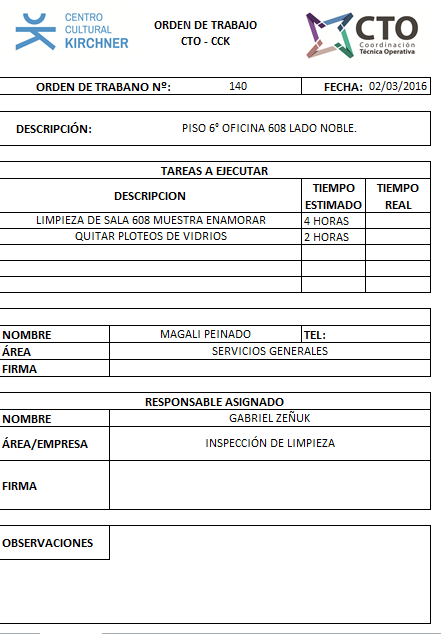 CENTRO
CULTURAL
KIRCHNER
ORDEN DE TRABAJO
CTO - CCK
CTO
Coordinación
Técnica Operativa
ORDEN DE TRABANO Nº: 140 FECHA: 02/03/2016
DESCRIPCIÓN: PISO 6° OFICINA 608 LADO NOBLE.
TAREAS A EJECUTAR
DESCRIPCION TIEMPO ESTIMADO TIEMPO REAL
LIMPIEZA DE SALA 608 MUESTRA ENAMORAR 4 HORAS
QUITAR PLOTEOS DE VIDRIOS 2 HORAS
NOMBRE MAGALI PEINADO TEL:
ÁREA SERVICIOS GENERALES
FIRMA
RESPONSABLE ASIGNADO
NOMBRE GABRIEL ZEÑUK
ÁREA/EMPRESA INSPECCIÓN DE LIMPIEZA
FIRMA
OBSERVACIONES